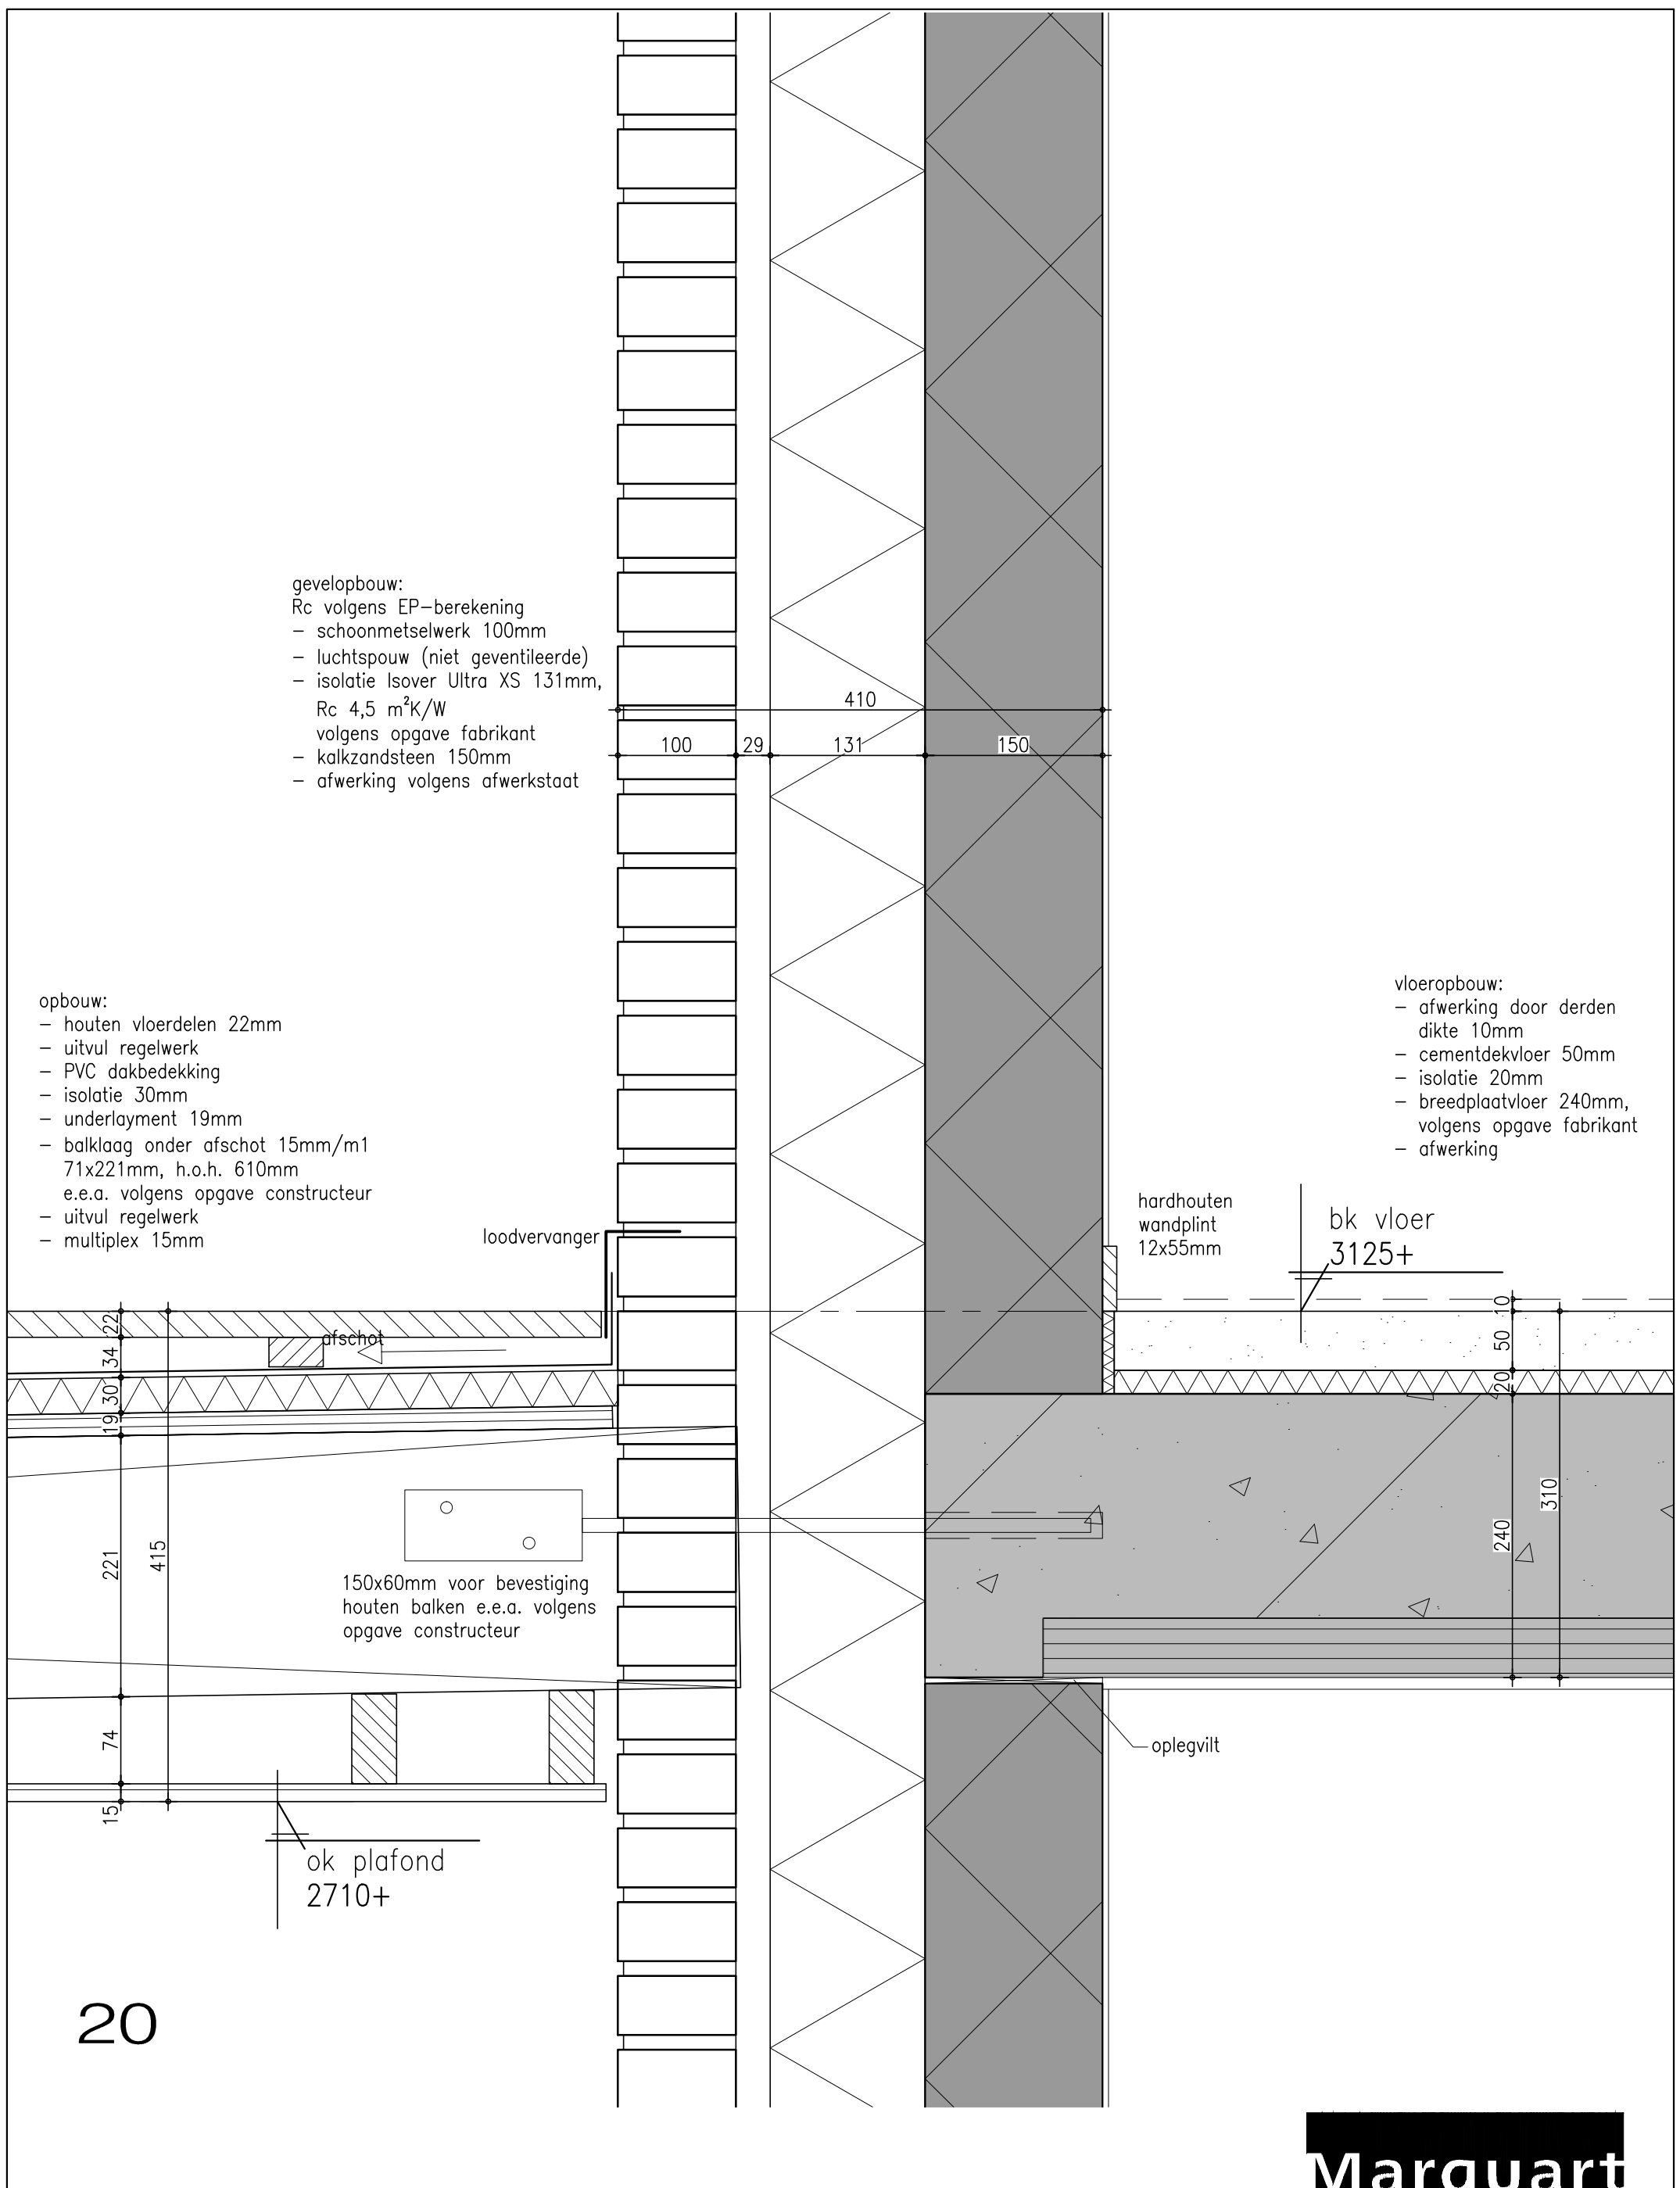 gevelopbouw:
Rc volgens EP-berekening
- schoonmetselwerk 100mm
- luchtspouw (niet geventileerde)
- isolatie Isover Ultra XS 131mm,
Rc 4,5 m²K/W
volgens opgave fabrikant
- kalkzandsteen 150mm
- afwerking volgens afwerkstaat
410
100
29
131
150
opbouw:
- houten vloerdelen 22mm
- uitvul regelwerk
- PVC dakbedekking
- isolatie 30mm
- underlayment 19mm
- balklaag onder afschot 15mm/m1
71x221mm, h.o.h. 610mm
e.e.a. volgens opgave constructeur
- uitvul regelwerk
- multiplex 15mm
vloeropbouw:
- afwerking door derden
dikte 10mm
- cementdekvloer 50mm
- isolatie 20mm
- breedplaatvloer 240mm,
volgens opgave fabrikant
- afwerking
hardhouten
wandplint
12x55mm
bk vloer
3125+
loodvervanger
afschot
22
34
30
19
221
74
15
415
10
50
20
240
310
150x60mm voor bevestiging
houten balken e.e.a. volgens
opgave constructeur
oplegvilt
ok plafond
2710+
20
Marquart